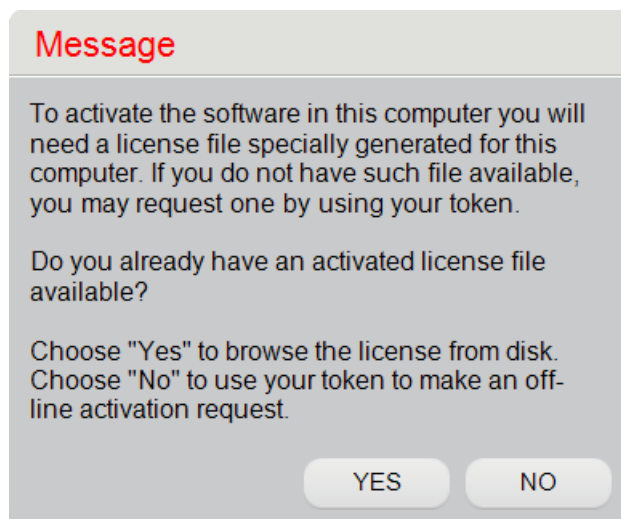 Message
To activate the software in this computer you will
need a license file specially generated for this
computer. If you do not have such file available,
you may request one by using your token.
Do you already have an activated license file
available?
Choose "Yes" to browse the license from disk.
Choose "No" to use your token to make an off-
line activation request.
YES NO